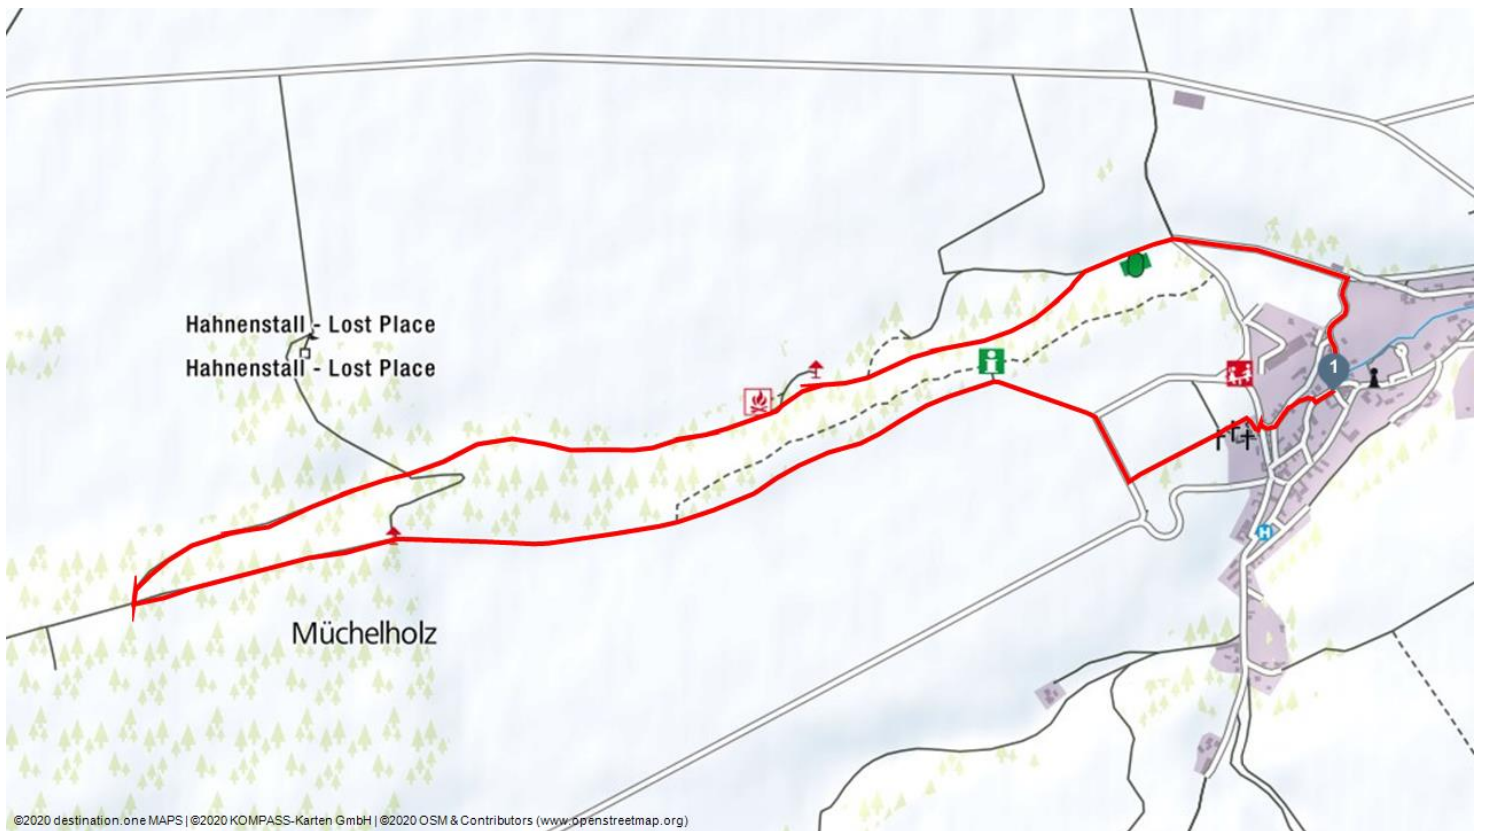 Hahnenstall - Lost Place
Hahnenstall - Lost Place
1
H
Müchelholz
©2020 destination.one MAPS | ©2020 KOMPASS-Karten GmbH | ©2020 OSM & Contributors (www.openstreetmap.org)